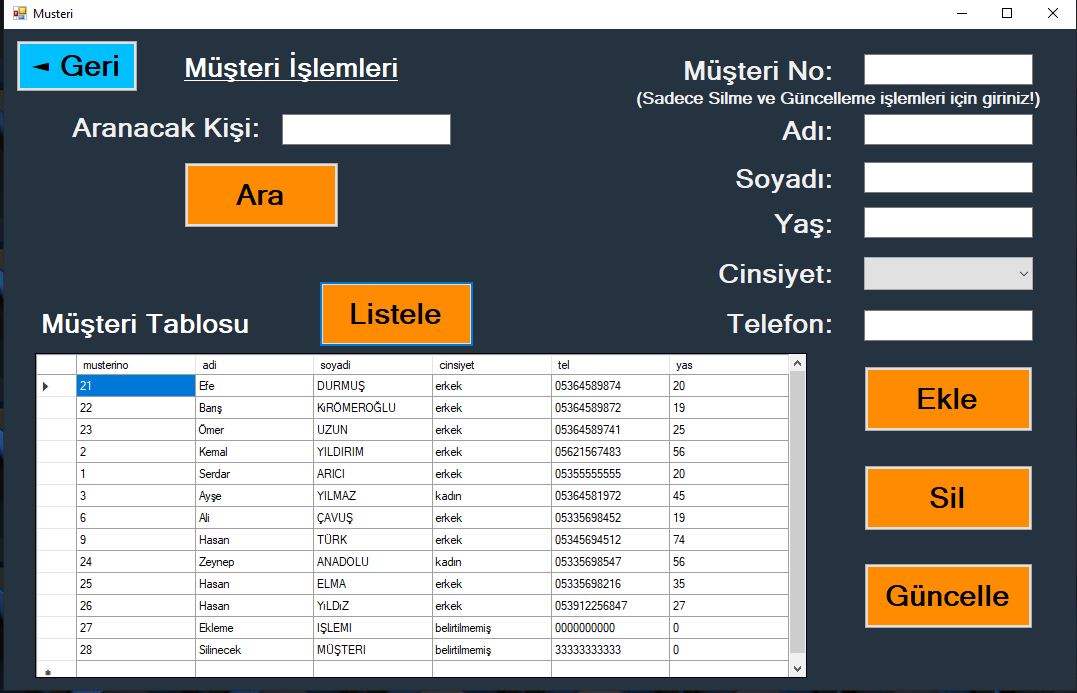 Musteri
◄ Geri
Müşteri İşlemleri
Aranacak Kişi:
Ara
Müşteri No:
(Sadece Silme ve Güncelleme işlemleri için giriniz!)
Adı:
Soyadı:
Yaş:
Cinsiyet:
Telefon:
Müşteri Tablosu
Listele
musterino adi soyadi cinsiyet tel yas
21 Efe DURMUŞ erkek 05364589874 20
22 Barış KıRÖMEROĞLU erkek 05364589872 19
23 Ömer UZUN erkek 05364589741 25
2 Kemal YILDIRIM erkek 05621567483 56
1 Serdar ARICI erkek 05355555555 20
3 Ayşe YILMAZ kadın 05364581972 45
6 Ali ÇAVUŞ erkek 05335698452 19
9 Hasan TÜRK erkek 05345694512 74
24 Zeynep ANADOLU kadın 05335698547 56
25 Hasan ELMA erkek 05335698216 35
26 Hasan YıLDıZ erkek 053912256847 27
27 Ekleme IŞLEMI belirtilmemiş 0000000000 0
28 Silinecek MÜŞTERI belirtilmemiş 33333333333 0
Ekle
Sil
Güncelle